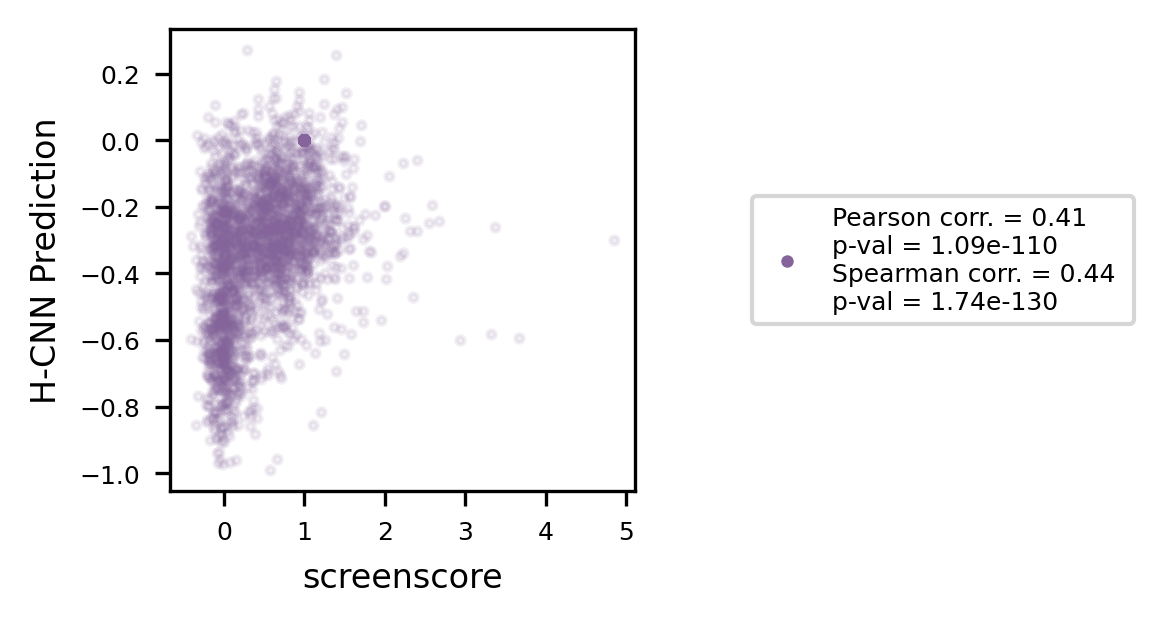 0.2
0.0
−0.2
−0.4
−0.6
−0.8
−1.0
H-CNN Prediction
0 1 2 3 4 5
screenscore
Pearson corr. = 0.41
p-val = 1.09e-110
Spearman corr. = 0.44
p-val = 1.74e-130